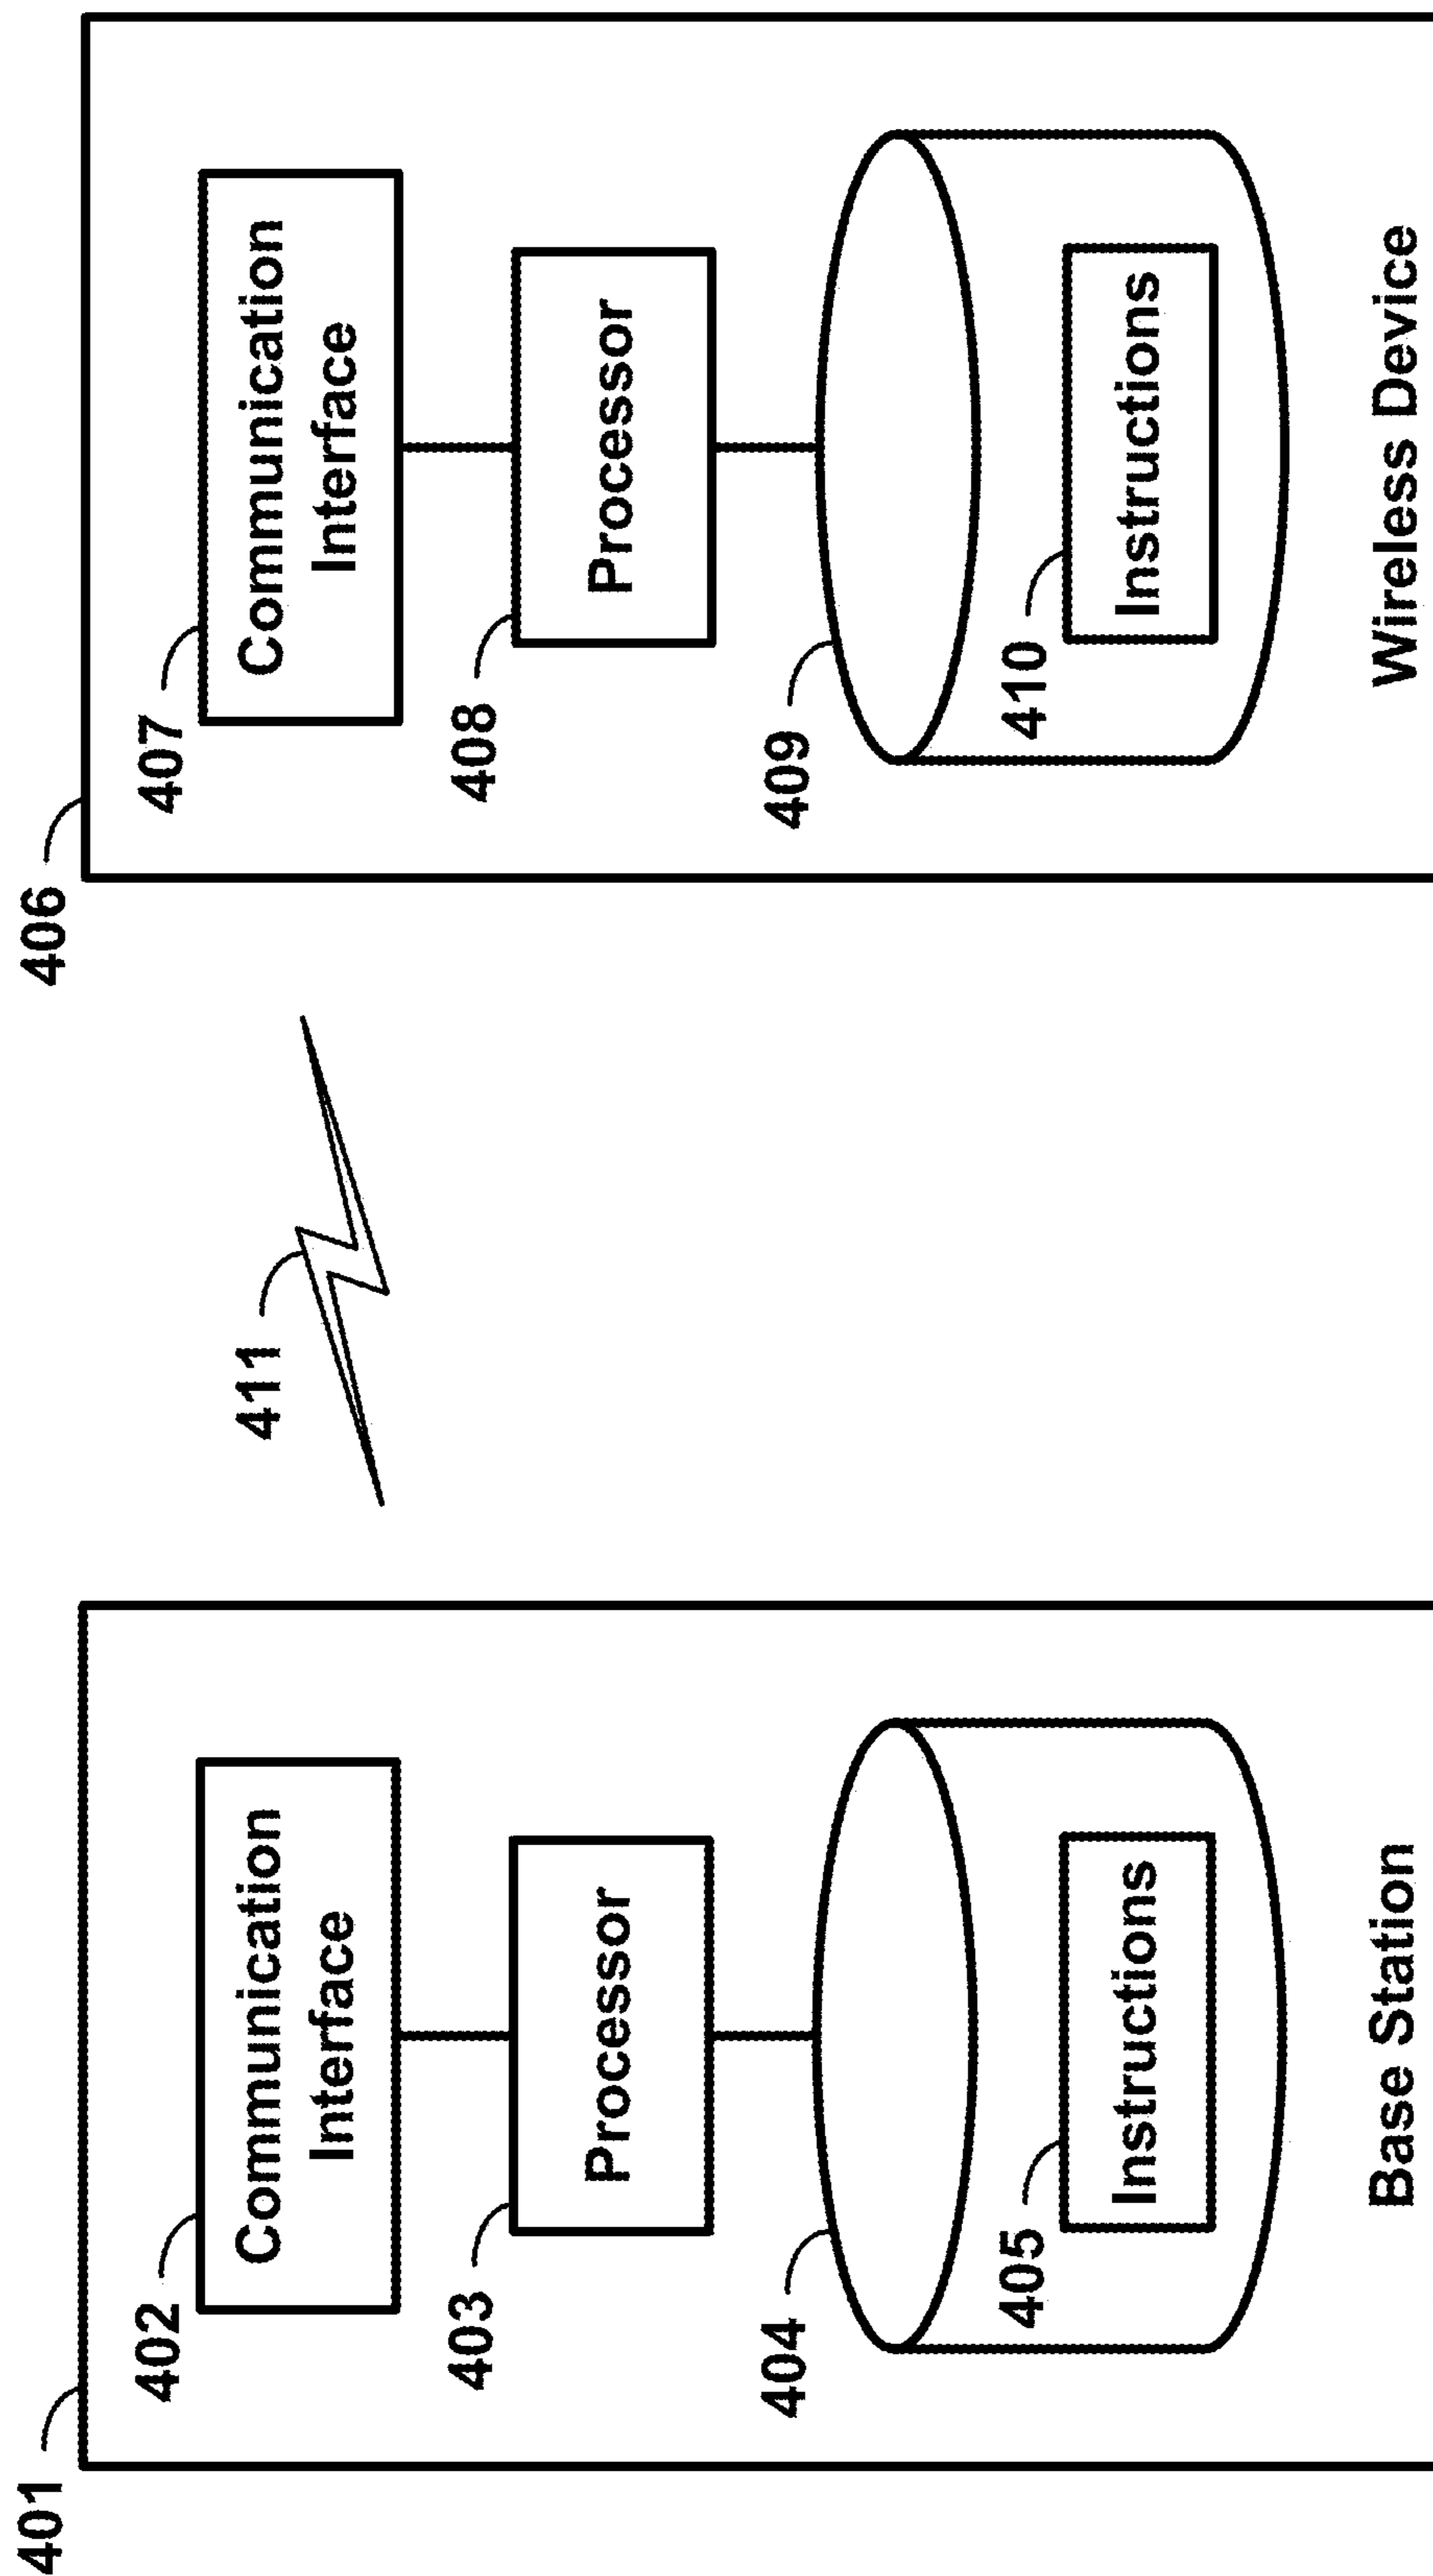 401
402
Communication
Interface
403
Processor
404
405
Instructions
Base Station
411
406
407
Communication
Interface
408
Processor
409
410
Instructions
Wireless Device